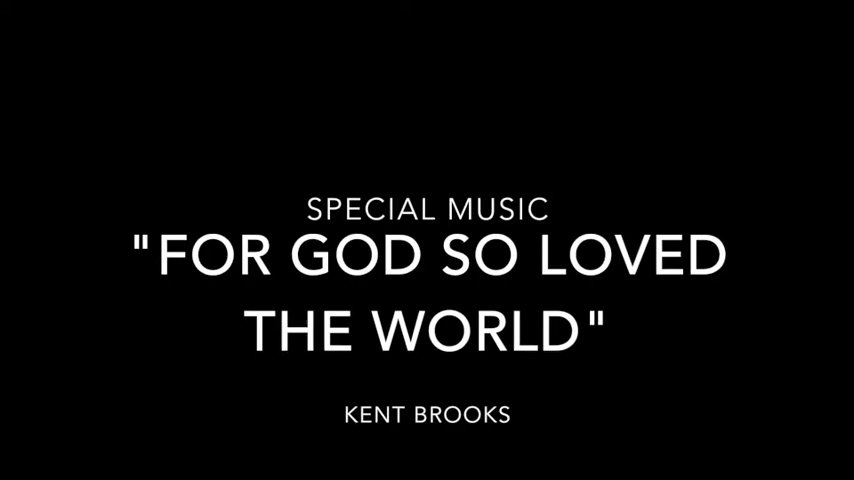 SPECIAL MUSIC
"FOR GOD SO LOVED
THE WORLD"
KENT BROOKS